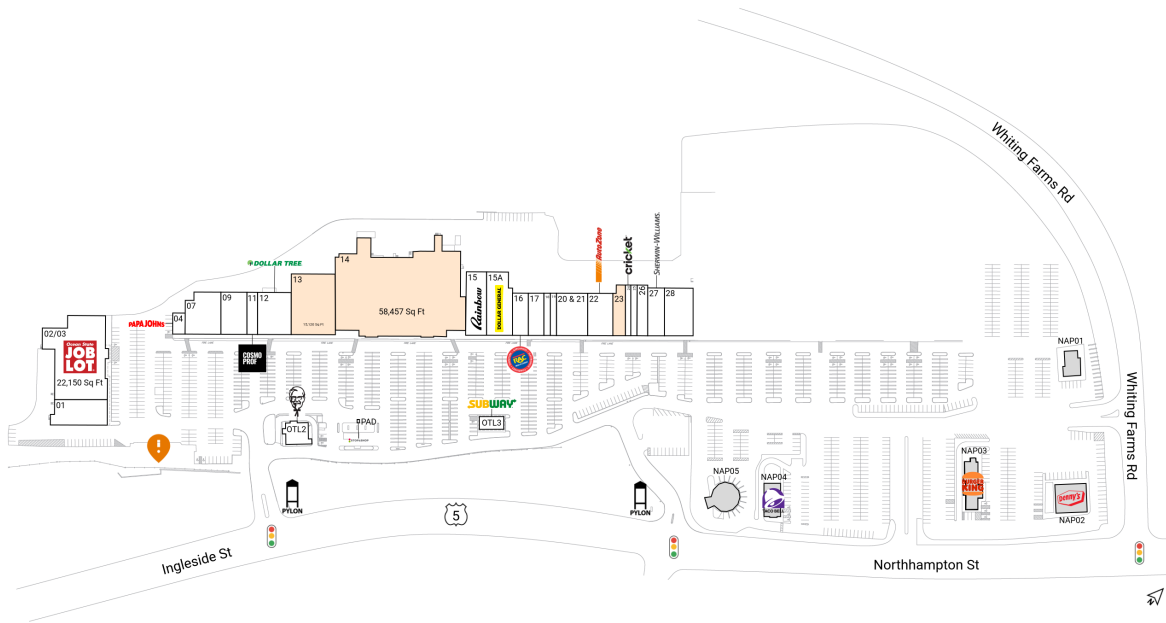 Whiting Farms Rd
SHERWIN-WILLIAMS.
AutoZone
cricket
DOLLAR TREE
14
13
15
15A
Rainbow
DOLLAR GENERAL
07
09
11
12
04
16
17
20 & 21
22
23
26
27
28
58,457 Sq Ft
PAPA JOHNS
02/03
Ocean State
JOB
LOT
22,150 Sq Ft
01
COSMO
PROF
RAC
NAP01
SUBWAY
OTL2
PAD
OTL3
Whiting Farms Rd
NAP03
BURGER
KING
NAP05
NAP04
TACO BELL
Denny's
NAP02
PYLON
PYLON
5
Ingleside St
Northhampton St
N